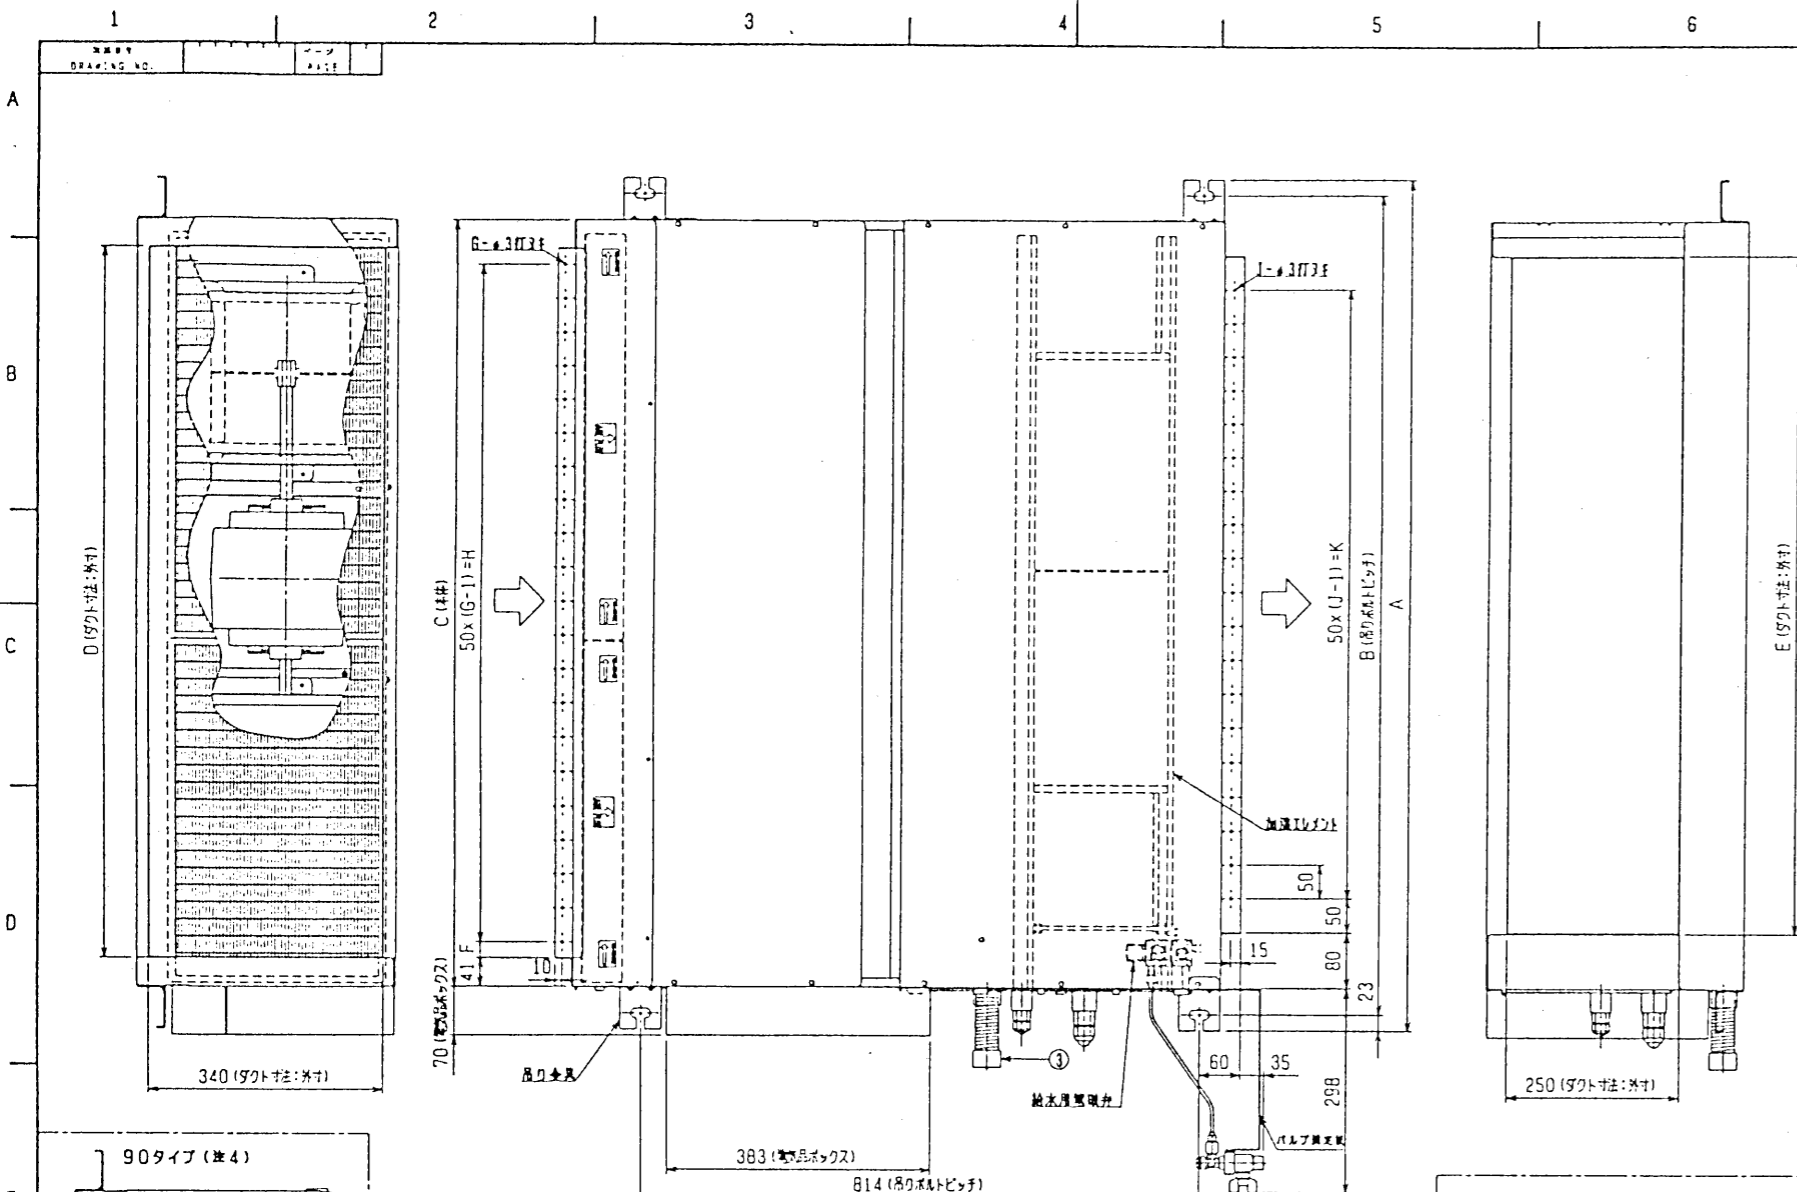 1 2 3 4 5 6
DRAWING NO.
ページ
PAGE
A
B
C
D
G-φ3打ヌキ
J-φ3打ヌキ
D(ダクト寸法:外寸)
C(本体)
50x(G-1)=H
50x(J-1)=K
B(吊りボルトピッチ)
A
E(ダクト寸法:外寸)
加湿エレメント
50
50
80
15
23
10
41
F
70(電気品ボックス)
340(ダクト寸法:外寸)
吊り金具
③
60
35
298
給水用電磁弁
250(ダクト寸法:外寸)
バルブ固定板
90タイプ(注4)
383(電気品ボックス)
814(吊りボルトピッチ)